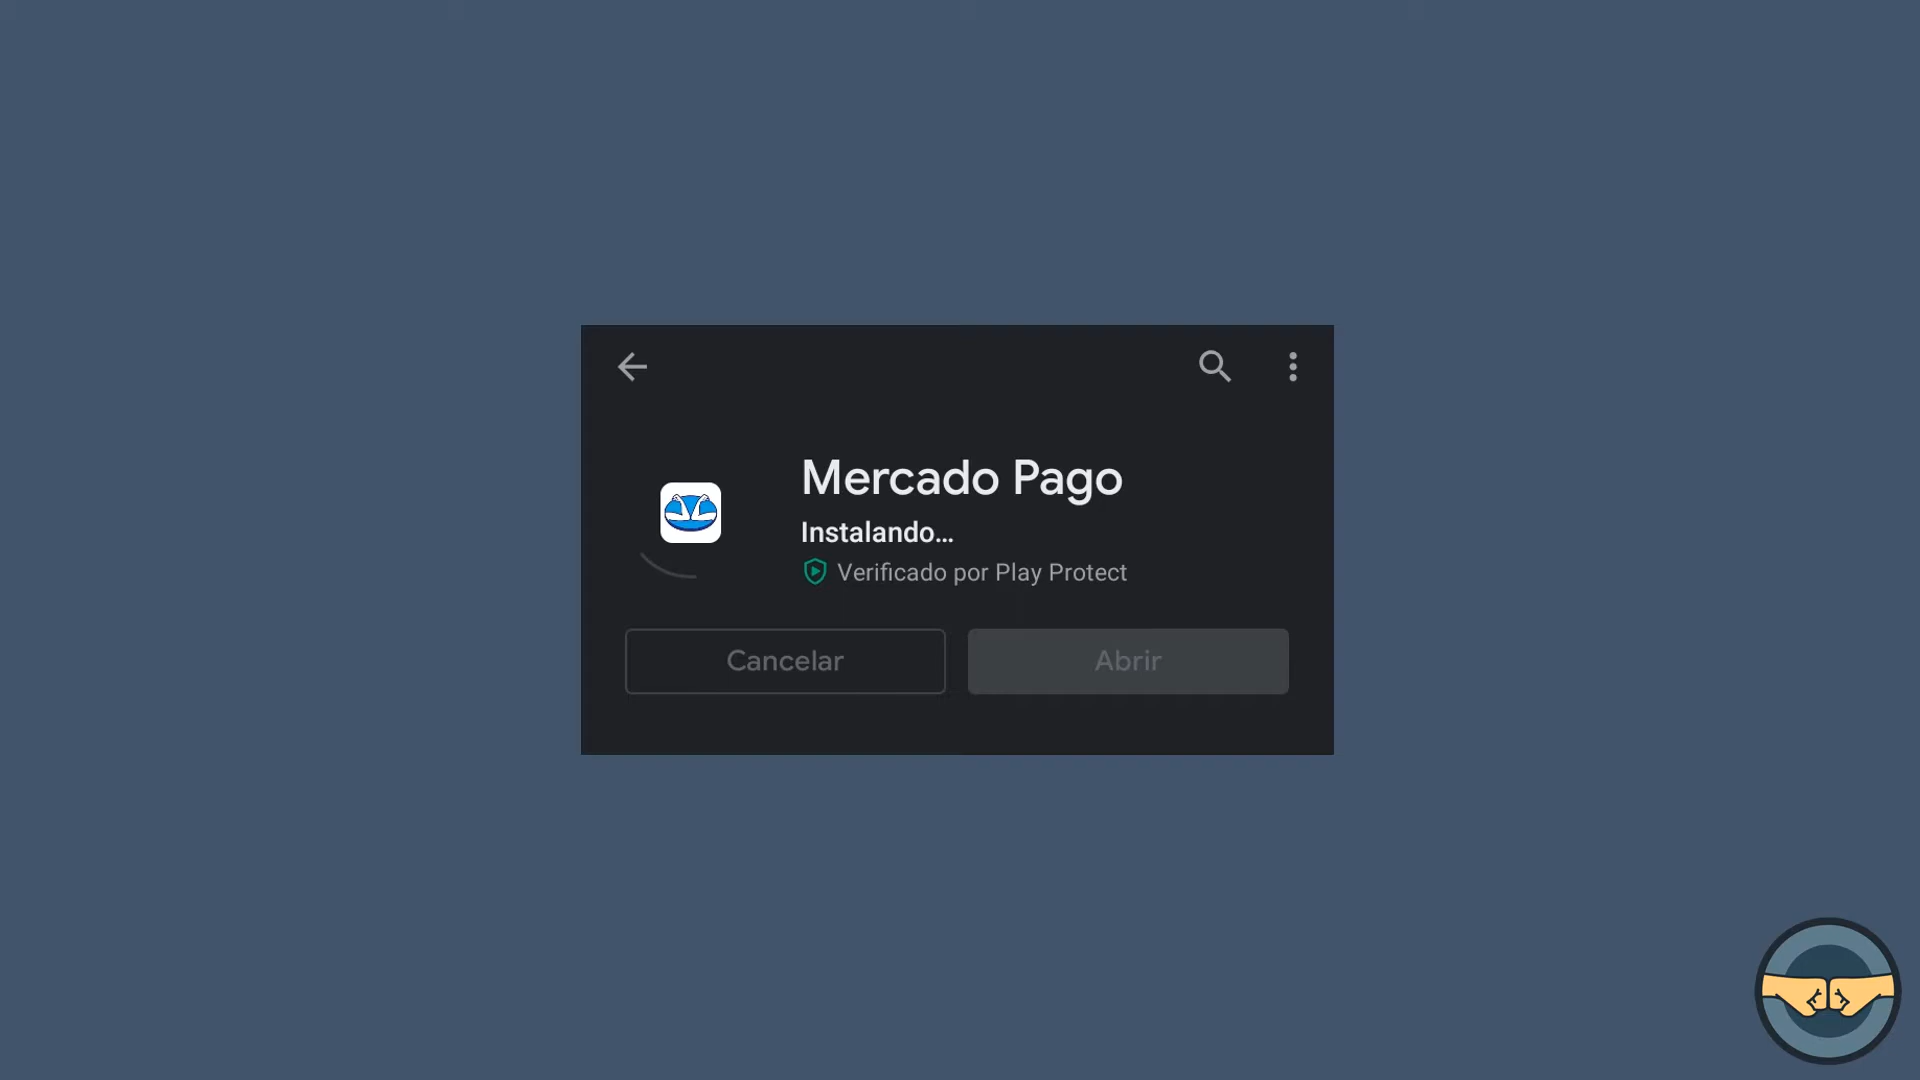 Mercado Pago
Instalando...
Verificado por Play Protect
Cancelar
Abrir